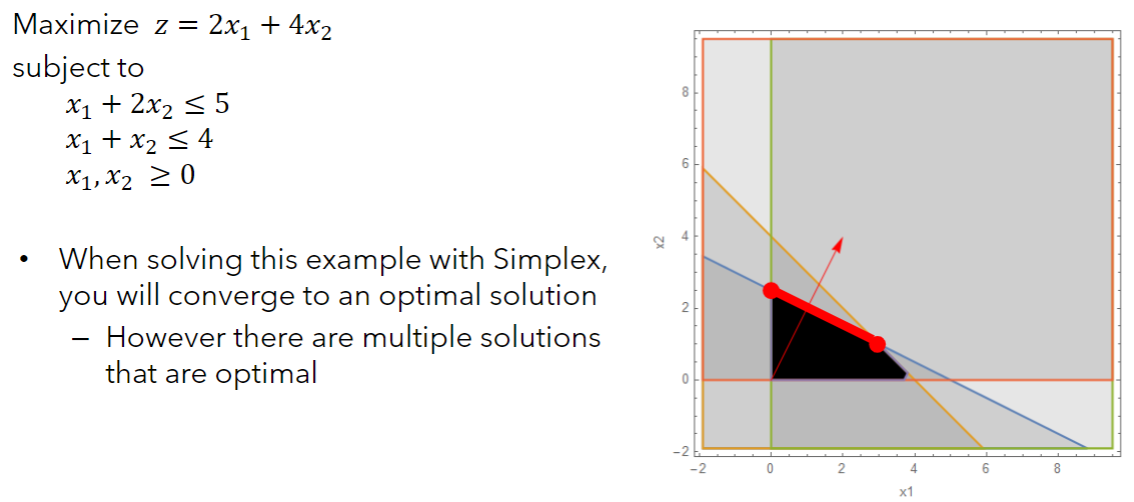 Maximize z = 2x₁ + 4x₂
subject to
x₁ + 2x₂ ≤ 5
x₁ + x₂ ≤ 4
x₁, x₂ ≥ 0
• When solving this example with Simplex,
you will converge to an optimal solution
– However there are multiple solutions
that are optimal
x2
8
6
4
2
0
−2
−2 0 2 4 6 8
x1